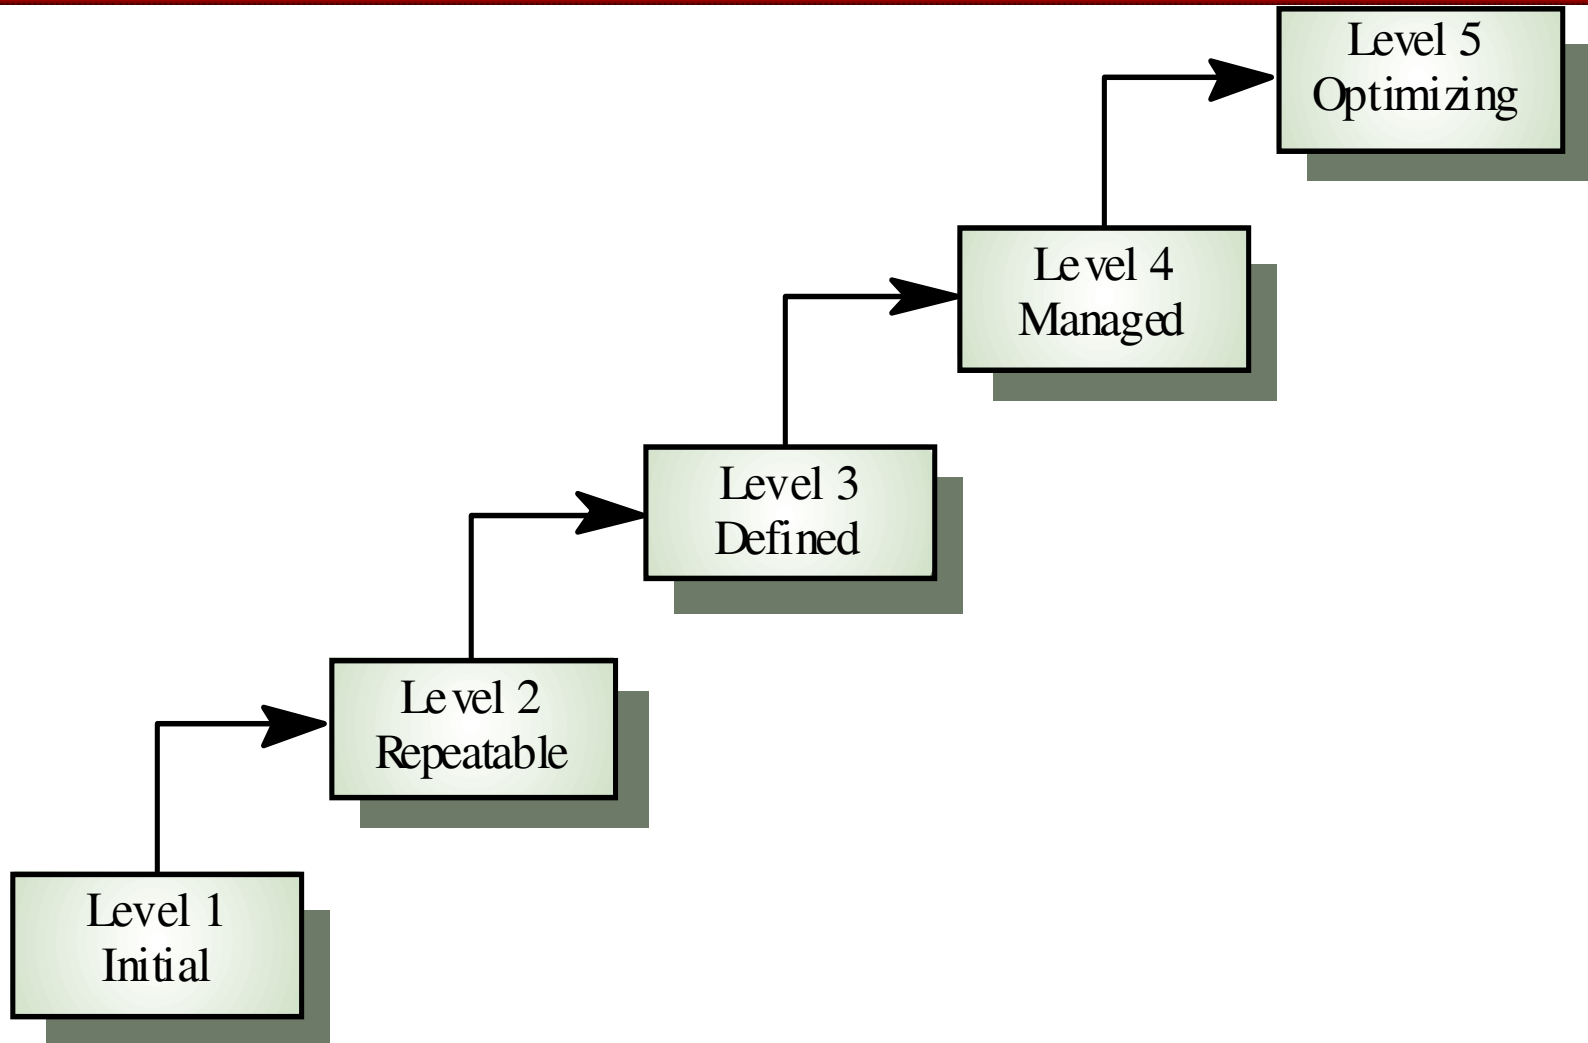 Level 5
Optimizing
Level 4
Managed
Level 3
Defined
Level 2
Repeatable
Level 1
Initial